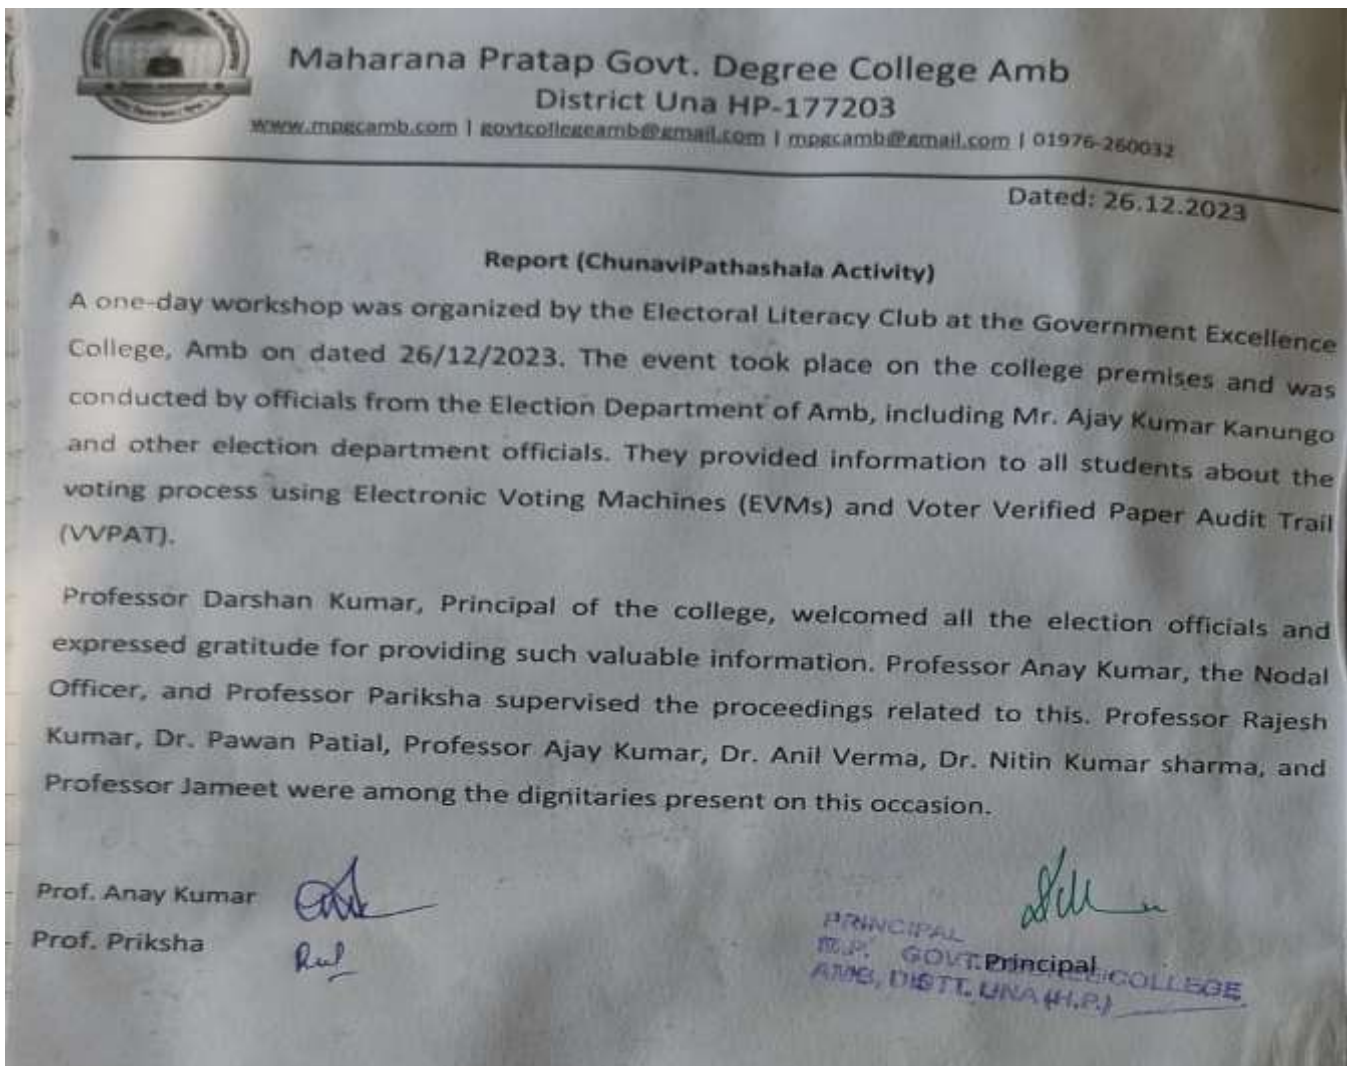 Maharana Pratap Govt. Degree College Amb
District Una HP-177203
www.mpgcamb.com | govtcollegeamb@gmail.com | mpgcamb@gmail.com | 01976-260032
Dated: 26.12.2023
Report (ChunaviPathashala Activity)
A one-day workshop was organized by the Electoral Literacy Club at the Government Excellence
College, Amb on dated 26/12/2023. The event took place on the college premises and was
conducted by officials from the Election Department of Amb, including Mr. Ajay Kumar Kanungo
and other election department officials. They provided information to all students about the
voting process using Electronic Voting Machines (EVMs) and Voter Verified Paper Audit Trail
(VVPAT).
Professor Darshan Kumar, Principal of the college, welcomed all the election officials and
expressed gratitude for providing such valuable information. Professor Anay Kumar, the Nodal
Officer, and Professor Pariksha supervised the proceedings related to this. Professor Rajesh
Kumar, Dr. Pawan Patial, Professor Ajay Kumar, Dr. Anil Verma, Dr. Nitin Kumar sharma, and
Professor Jameet were among the dignitaries present on this occasion.
Prof. Anay Kumar
Prof. Priksha
PRINCIPAL
M.P. GOVT. COLLEGE
Principal
AMB, DISTT. UNA (H.P.)